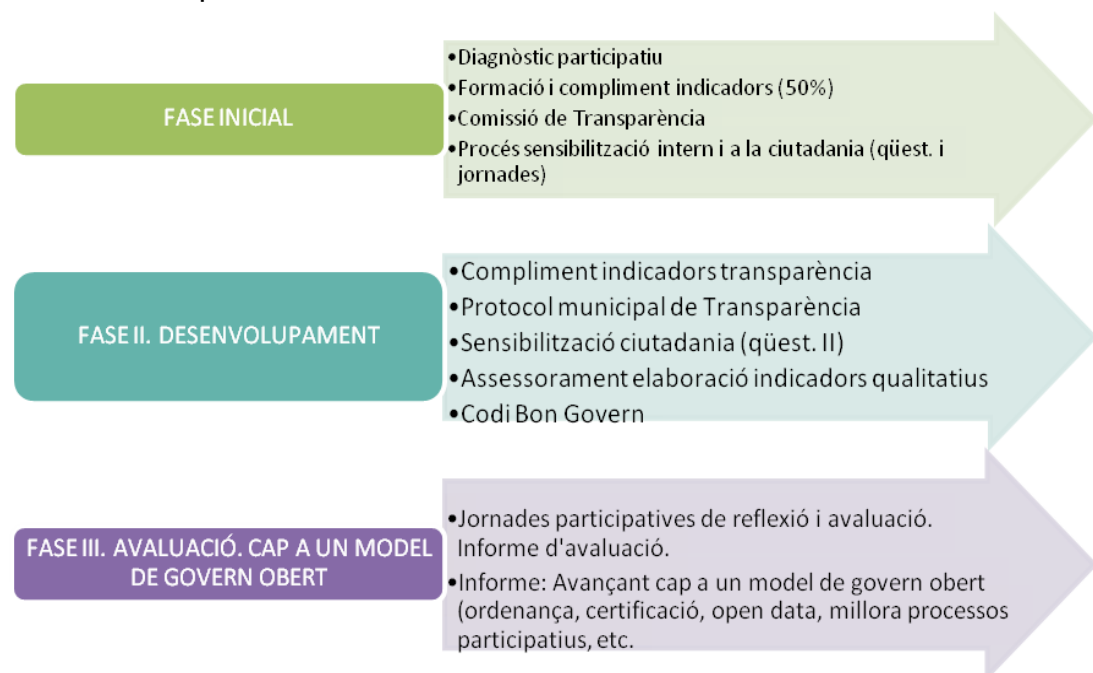 FASE INICIAL
•Diagnòstic participatiu
•Formació i compliment indicadors (50%)
•Comissió de Transparència
•Procés sensibilització intern i a la ciutadania (qüest. i
jornades)
FASE II. DESENVOLUPAMENT
•Compliment indicadors transparència
•Protocol municipal de Transparència
•Sensibilització ciutadania (qüest. II)
•Assessorament elaboració indicadors qualitatius
•Codi Bon Govern
FASE III. AVALUACIÓ. CAP A UN MODEL
DE GOVERN OBERT
•Jornades participatives de reflexió i avaluació.
Informe d'avaluació.
•Informe: Avançant cap a un model de govern obert
(ordenança, certificació, open data, millora processos
participatius, etc.